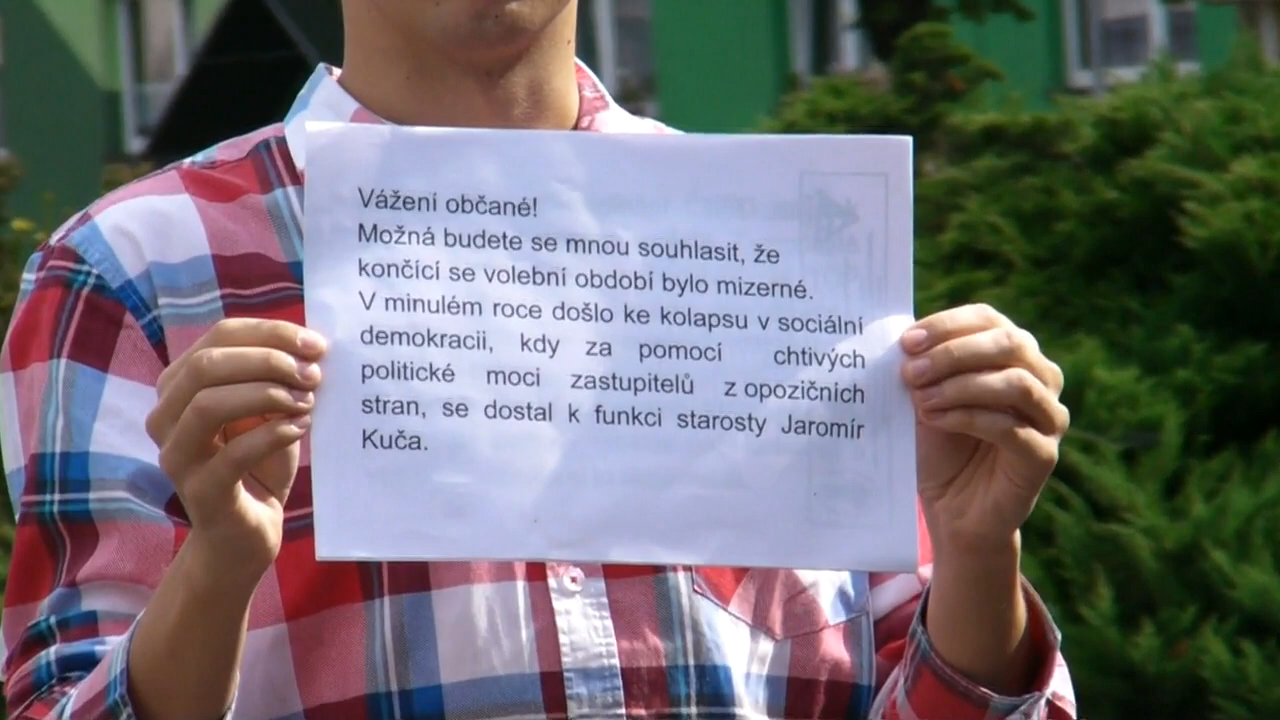 Vážení občané!
Možná budete se mnou souhlasit, že
končící se volební období bylo mizerné.
V minulém roce došlo ke kolapsu v sociální
demokracii, kdy za pomocí chtivých
politické moci zastupitelů z opozičních
stran, se dostal k funkci starosty Jaromír
Kuča.